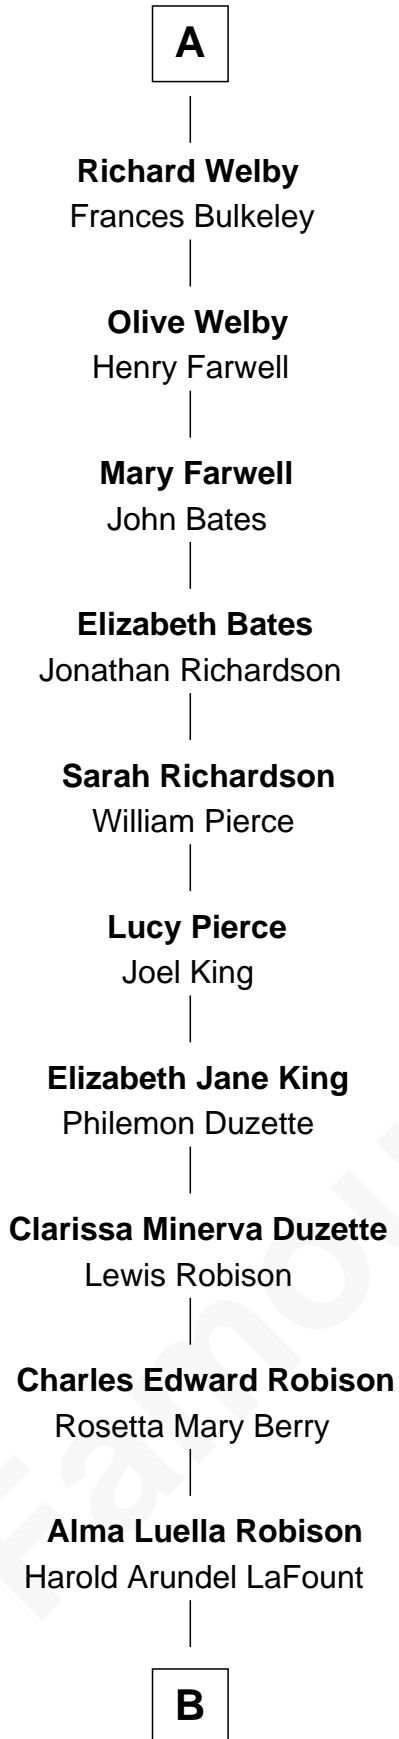 A
Richard Welby
Frances Bulkeley
Olive Welby
Henry Farwell
Mary Farwell
John Bates
Elizabeth Bates
Jonathan Richardson
Sarah Richardson
William Pierce
Lucy Pierce
Joel King
Elizabeth Jane King
Philemon Duzette
Clarissa Minerva Duzette
Lewis Robison
Charles Edward Robison
Rosetta Mary Berry
Alma Luella Robison
Harold Arundel LaFount
B